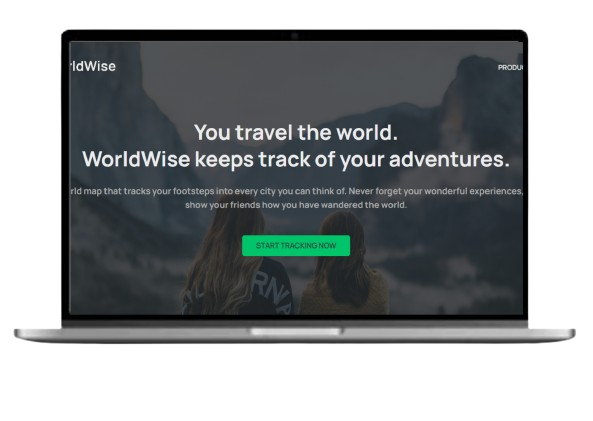 ldWise
PRODU
You travel the world.
WorldWise keeps track of your adventures.
rld map that tracks your footsteps into every city you can think of. Never forget your wonderful experiences,
show your friends how you have wandered the world.
START TRACKING NOW